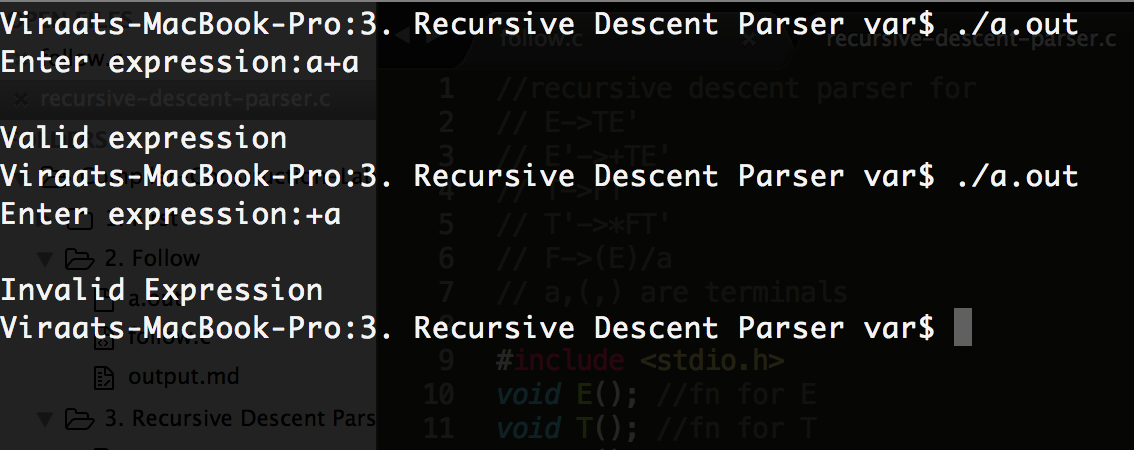 Viraats-MacBook-Pro:3. Recursive Descent Parser var$ ./a.out
Enter expression:a+a
Valid expression
Viraats-MacBook-Pro:3. Recursive Descent Parser var$ ./a.out
Enter expression:+a
Invalid Expression
Viraats-MacBook-Pro:3. Recursive Descent Parser var$
follow.c
recursive-descent-parser.c
recursive-descent-parser.c
2. Follow
a.out
follow.c
output.md
3. Recursive Descent Pars
1 //recursive descent parser for
2 // E->TE'
3 // E'->+TE'
4
5 // T'->*FT'
6 // F->(E)/a
7 // a,(,) are terminals
9 #include <stdio.h>
10 void E(); //fn for E
11 void T(); //fn for T